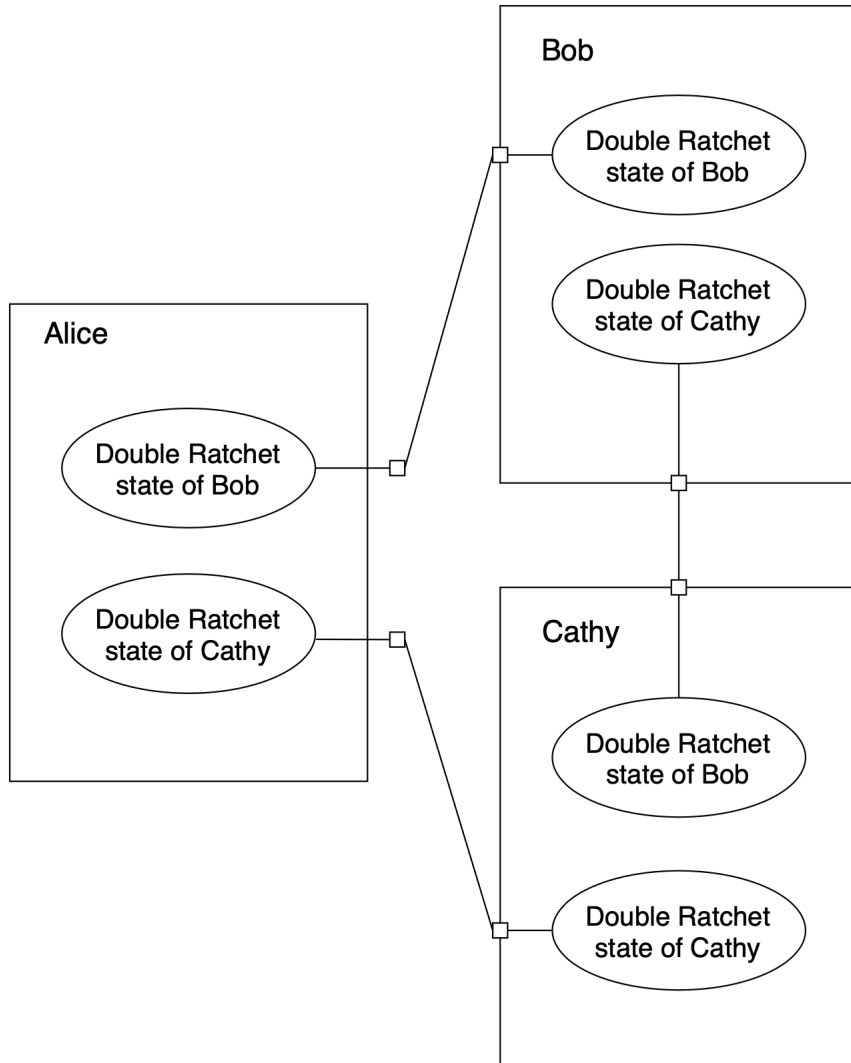 Bob
Double Ratchet
state of Bob
Double Ratchet
state of Cathy
Alice
Double Ratchet
state of Bob
Double Ratchet
state of Cathy
Cathy
Double Ratchet
state of Bob
Double Ratchet
state of Cathy